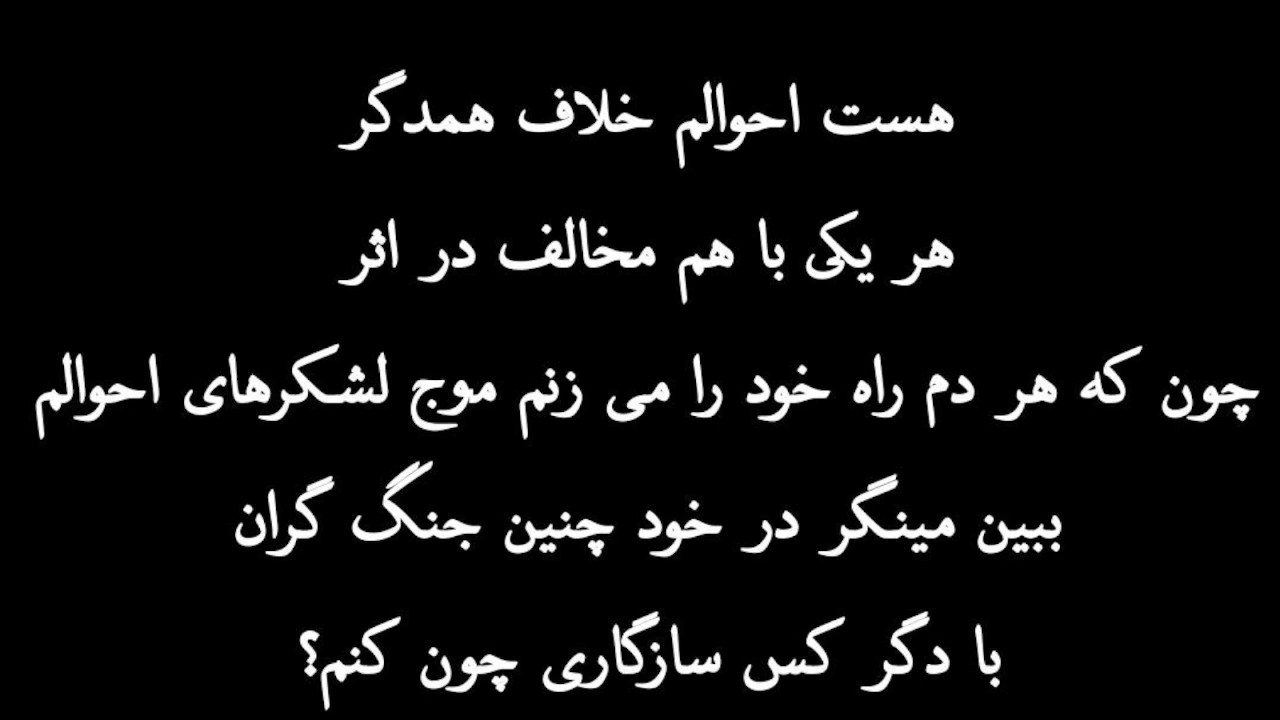 هست احوالم خلاف همدگر
هر یکی با هم مخالف در اثر
چون که هر دم راه خود را می زنم موج لشکرهای احوالم
ببین مینگر در خود چنین جنگ گران
با دگر کس سازگاری چون کنم؟